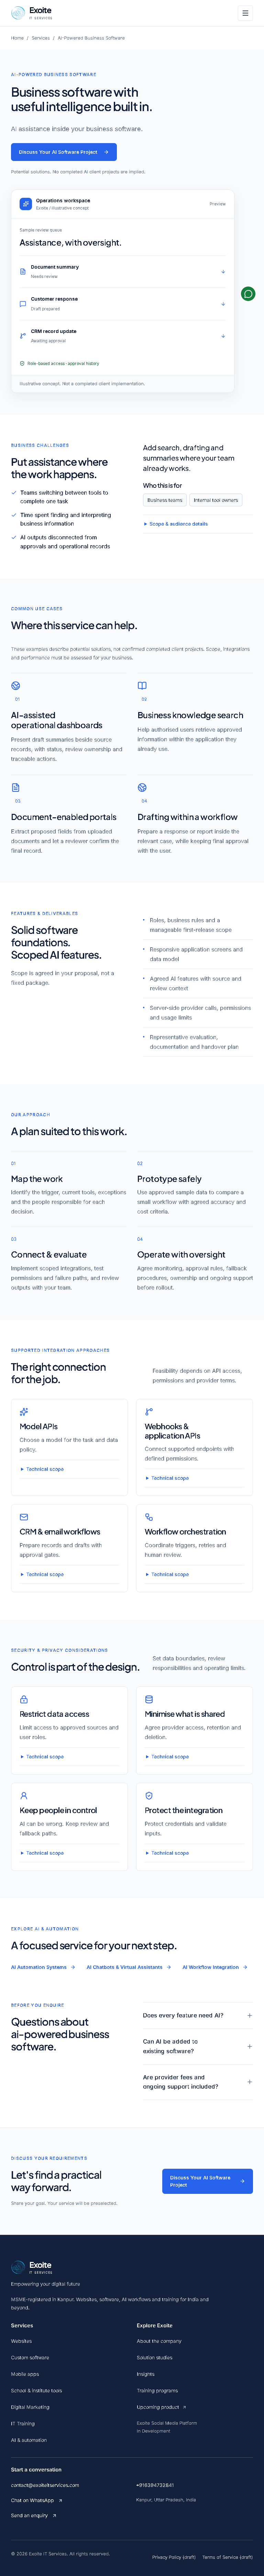 Exoite
IT SERVICES
Home / Services / AI-Powered Business Software
AI-POWERED BUSINESS SOFTWARE
Business software with
useful intelligence built in.
AI assistance inside your business software.
Discuss Your AI Software Project
Potential solutions. No completed AI client projects are implied.
Operations workspace
Exoite / illustrative concept
Preview
Sample review queue
Assistance, with oversight.
Document summary
Needs review
Customer response
Draft prepared
CRM record update
Awaiting approval
Role-based access · approval history
Illustrative concept. Not a completed client implementation.
BUSINESS CHALLENGES
Put assistance where
the work happens.
Teams switching between tools to
complete one task
Time spent finding and interpreting
business information
AI outputs disconnected from
approvals and operational records
Add search, drafting and
summaries where your team
already works.
Who this is for
Business teams
Internal tool owners
Scope & audience details
COMMON USE CASES
Where this service can help.
These examples describe potential solutions, not confirmed completed client projects. Scope, integrations
and performance must be assessed for your business.
01
AI-assisted
operational dashboards
Present draft summaries beside source
records, with status, review ownership and
traceable actions.
02
Business knowledge search
Help authorised users retrieve approved
information within the application they
already use.
03
Document-enabled portals
Extract proposed fields from uploaded
documents and let a reviewer confirm the
final record.
04
Drafting within a workflow
Prepare a response or report inside the
relevant case, while keeping final approval
with the user.
FEATURES & DELIVERABLES
Solid software
foundations.
Scoped AI features.
Scope is agreed in your proposal, not a
fixed package.
Roles, business rules and a
manageable first-release scope
Responsive application screens and
data model
Agreed AI features with source and
review context
Server-side provider calls, permissions
and usage limits
Representative evaluation,
documentation and handover plan
OUR APPROACH
A plan suited to this work.
01
Map the work
Identify the trigger, current tools, exceptions
and the people responsible for each
decision.
02
Prototype safely
Use approved sample data to compare a
small workflow with agreed accuracy and
cost criteria.
03
Connect & evaluate
Implement scoped integrations, test
permissions and failure paths, and review
outputs with your team.
04
Operate with oversight
Agree monitoring, approval roles, fallback
procedures, ownership and ongoing support
before rollout.
SUPPORTED INTEGRATION APPROACHES
The right connection
for the job.
Feasibility depends on API access,
permissions and provider terms.
Model APIs
Choose a model for the task and data
policy.
Technical scope
Webhooks &
application APIs
Connect supported endpoints with
defined permissions.
Technical scope
CRM & email workflows
Prepare records and drafts with
approval gates.
Technical scope
Workflow orchestration
Coordinate triggers, retries and
human review.
Technical scope
SECURITY & PRIVACY CONSIDERATIONS
Control is part of the design.
Set data boundaries, review
responsibilities and operating limits.
Restrict data access
Limit access to approved sources and
user roles.
Technical scope
Minimise what is shared
Agree provider access, retention and
deletion.
Technical scope
Keep people in control
AI can be wrong. Keep review and
fallback paths.
Technical scope
Protect the integration
Protect credentials and validate
inputs.
Technical scope
EXPLORE AI & AUTOMATION
A focused service for your next step.
AI Automation Systems
AI Chatbots & Virtual Assistants
AI Workflow Integration
BEFORE YOU ENQUIRE
Questions about
ai-powered business
software.
Does every feature need AI?
Can AI be added to
existing software?
Are provider fees and
ongoing support included?
DISCUSS YOUR REQUIREMENTS
Let's find a practical
way forward.
Share your goal. Your service will be preselected.
Discuss Your AI Software
Project
Exoite
IT SERVICES
Empowering your digital future
MSME-registered in Kanpur. Websites, software, AI workflows and training for India and
beyond.
Services
Websites
Custom software
Mobile apps
School & institute tools
Digital Marketing
IT Training
AI & automation
Explore Exoite
About the company
Solution studies
Insights
Training programs
Upcoming product
Exoite Social Media Platform
In Development
Start a conversation
contact@exoiteitservices.com
Chat on WhatsApp
Send an enquiry
+919394732841
Kanpur, Uttar Pradesh, India
© 2026 Exoite IT Services. All rights reserved.
Privacy Policy (draft)
Terms of Service (draft)